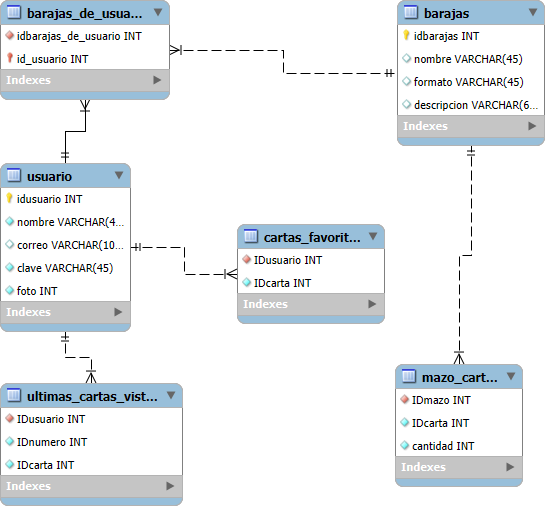 barajas_de_usua...
idbarajas_de_usuario INT
id_usuario INT
Indexes
barajas
idbarajas INT
nombre VARCHAR(45)
formato VARCHAR(45)
descripcion VARCHAR(6...
Indexes
usuario
idusuario INT
nombre VARCHAR(4...
correo VARCHAR(10...
clave VARCHAR(45)
foto INT
Indexes
cartas_favorit...
IDusuario INT
IDcarta INT
Indexes
ultimas_cartas_vist...
IDusuario INT
IDnumero INT
IDcarta INT
Indexes
mazo_cart...
IDmazo INT
IDcarta INT
cantidad INT
Indexes